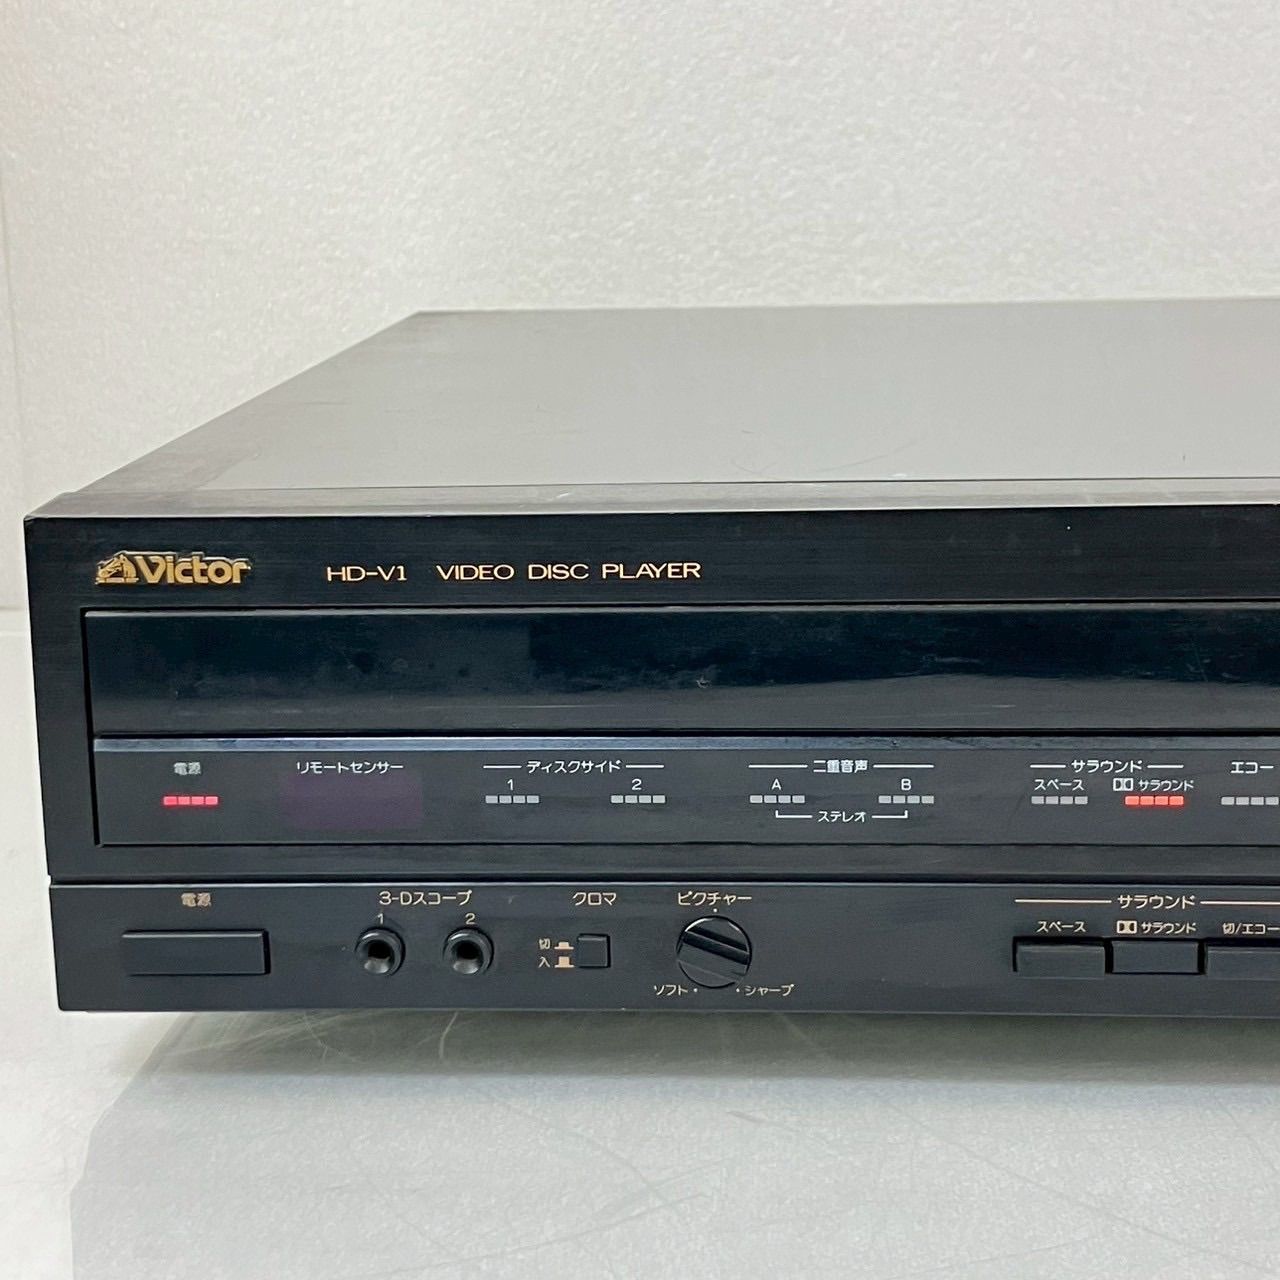 Victor HD-V1 VIDEO DISC PLAYER
電源 リモートセンサー ディスクサイド 二重音声 サラウンド エコー
1 2 A B スペース サラウンド
ステレオ
電源 3-Dスコープ クロマ ピクチャー サラウンド
1 2 スペース サラウンド 切/エコー
切
入
ソフト・ ・シャープ